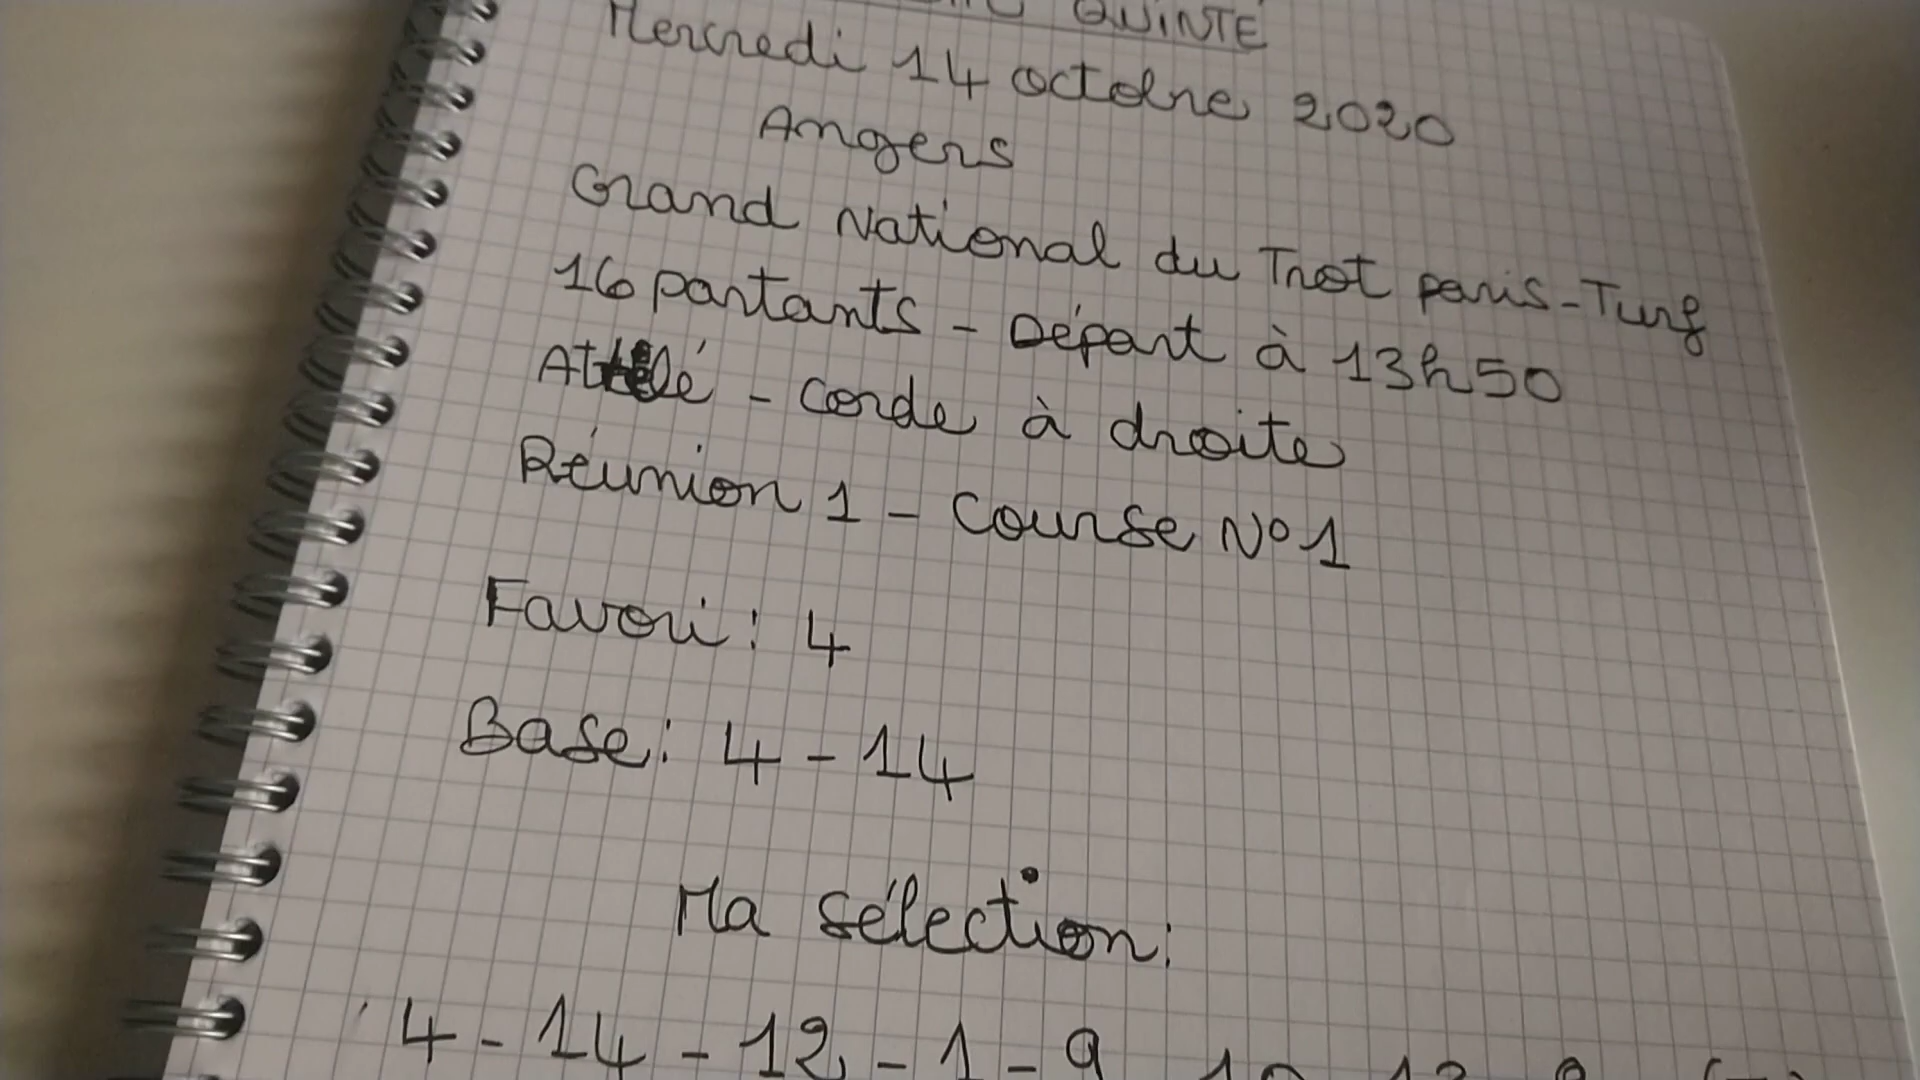 QUINTÉ
Mercredi 14 octobre 2020
Angers
Grand National du Trot paris-Turf
16 partants - Départ à 13h50
Attelé - Corde à droite
Réunion 1 - Course N°1
Favori : 4
Base : 4 - 14
Ma sélection :
4 - 14 - 12 - 1 - 9